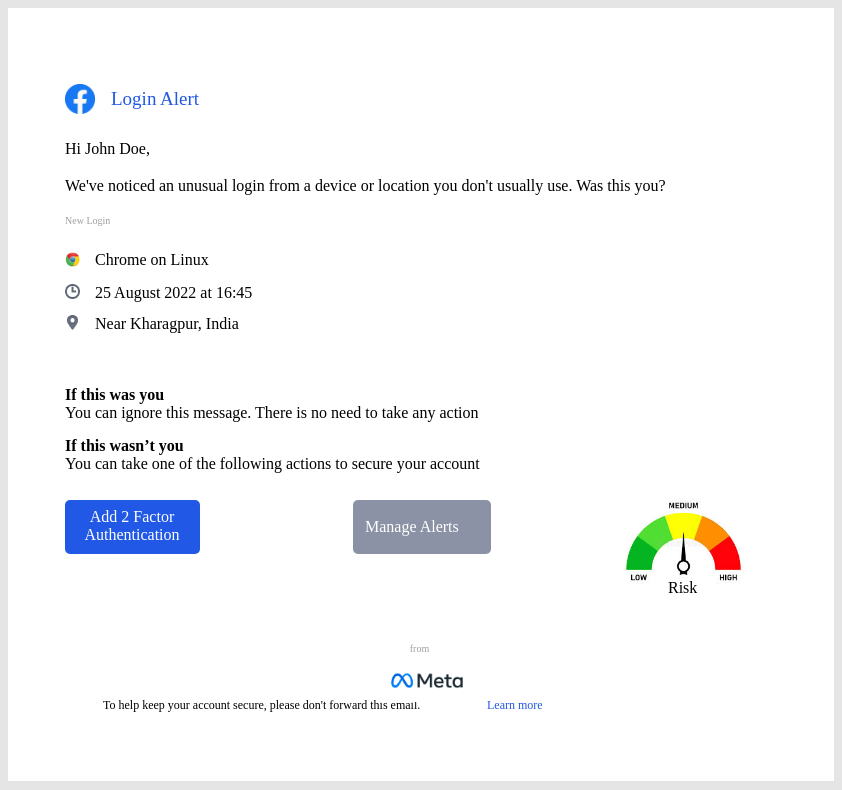 Login Alert
Hi John Doe,
We've noticed an unusual login from a device or location you don't usually use. Was this you?
New Login
Chrome on Linux
25 August 2022 at 16:45
Near Kharagpur, India
If this was you
You can ignore this message. There is no need to take any action
If this wasn’t you
You can take one of the following actions to secure your account
Add 2 Factor
Authentication
Manage Alerts
MEDIUM
LOW
HIGH
Risk
from
Meta
To help keep your account secure, please don't forward this email.
Learn more